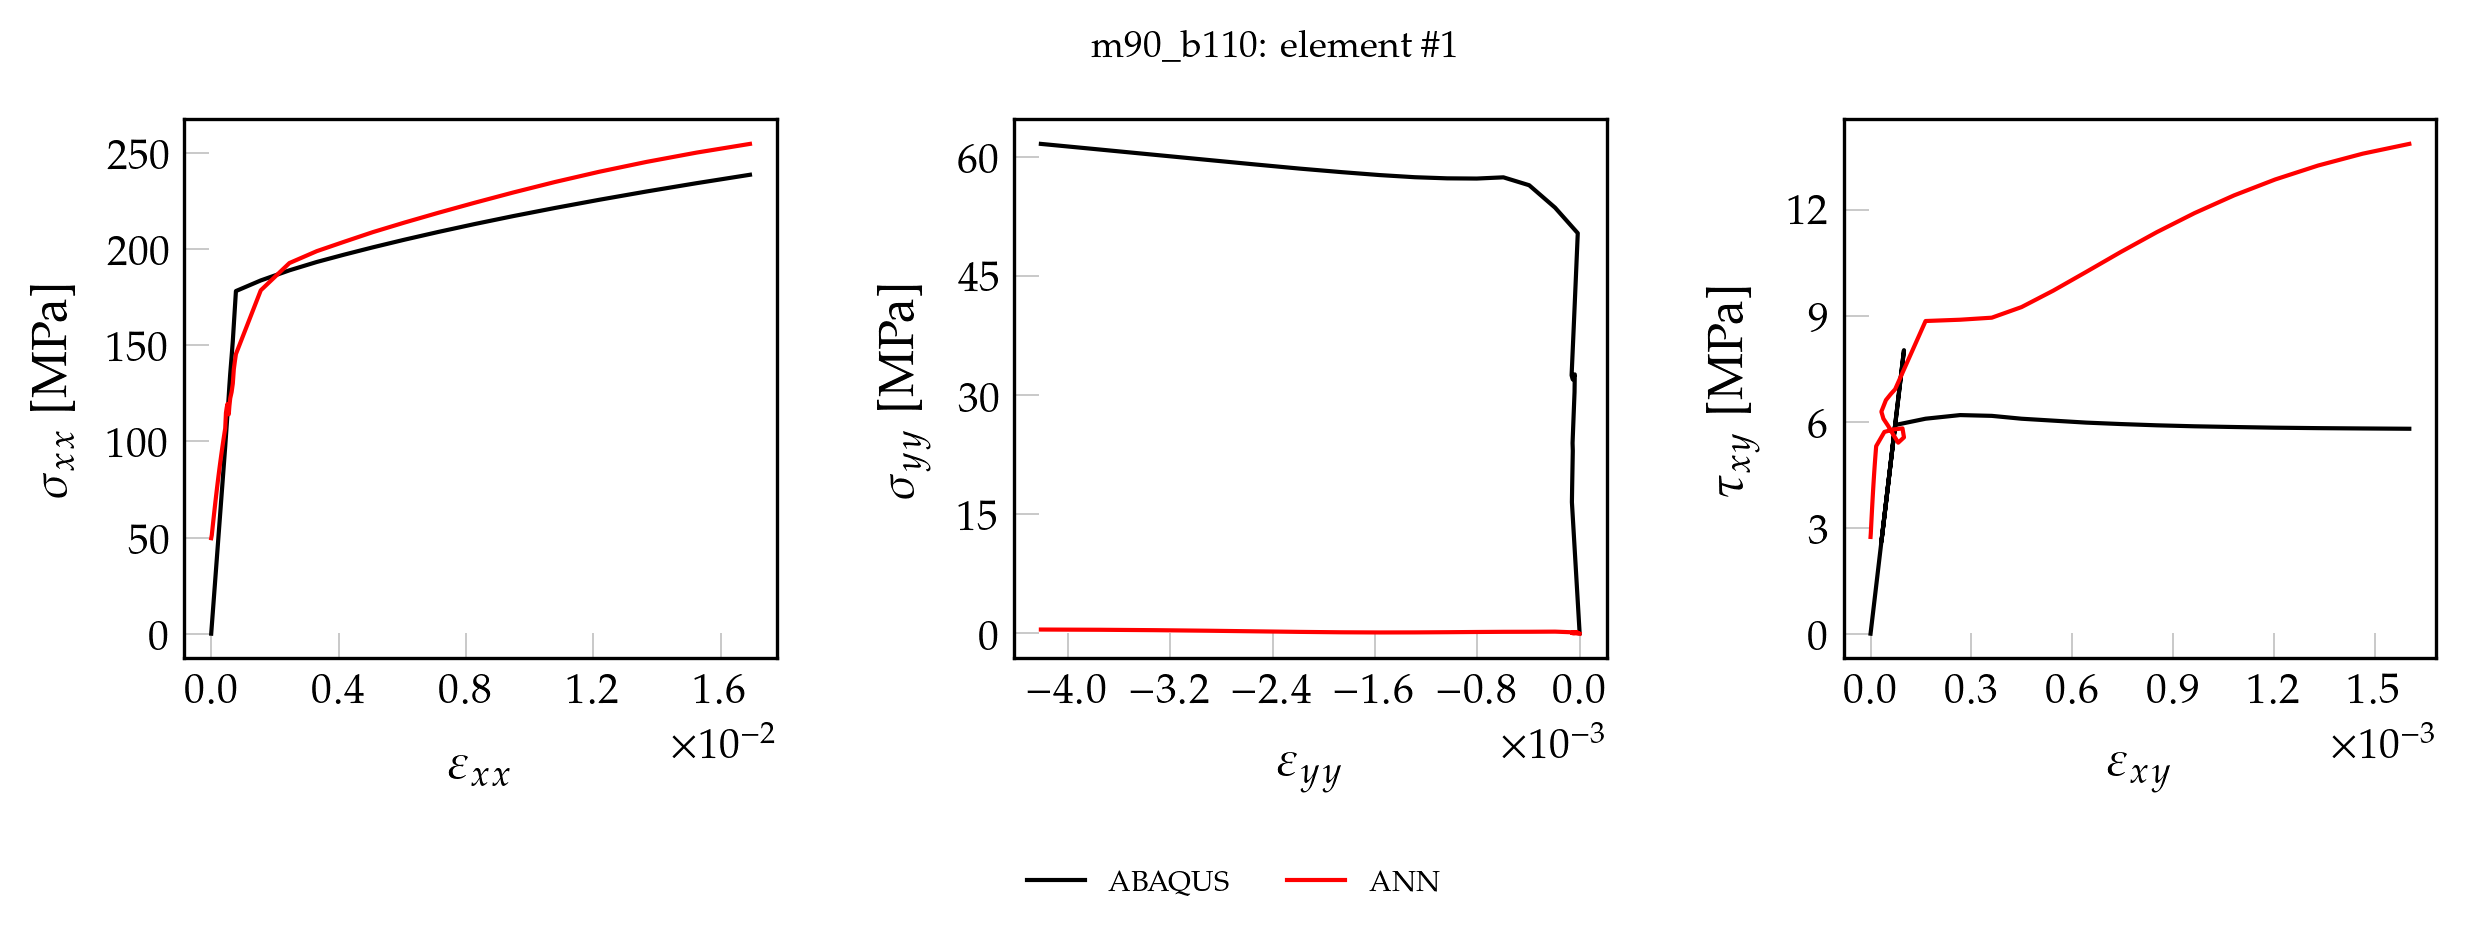 m90_b110: element #1
250
200
150
100
50
0
σxx [MPa]
0.0 0.4 0.8 1.2 1.6
×10−2
εxx
60
45
30
15
0
σyy [MPa]
−4.0 −3.2 −2.4 −1.6 −0.8 0.0
×10−3
εyy
12
9
6
3
0
τxy [MPa]
0.0 0.3 0.6 0.9 1.2 1.5
×10−3
εxy
ABAQUS ANN